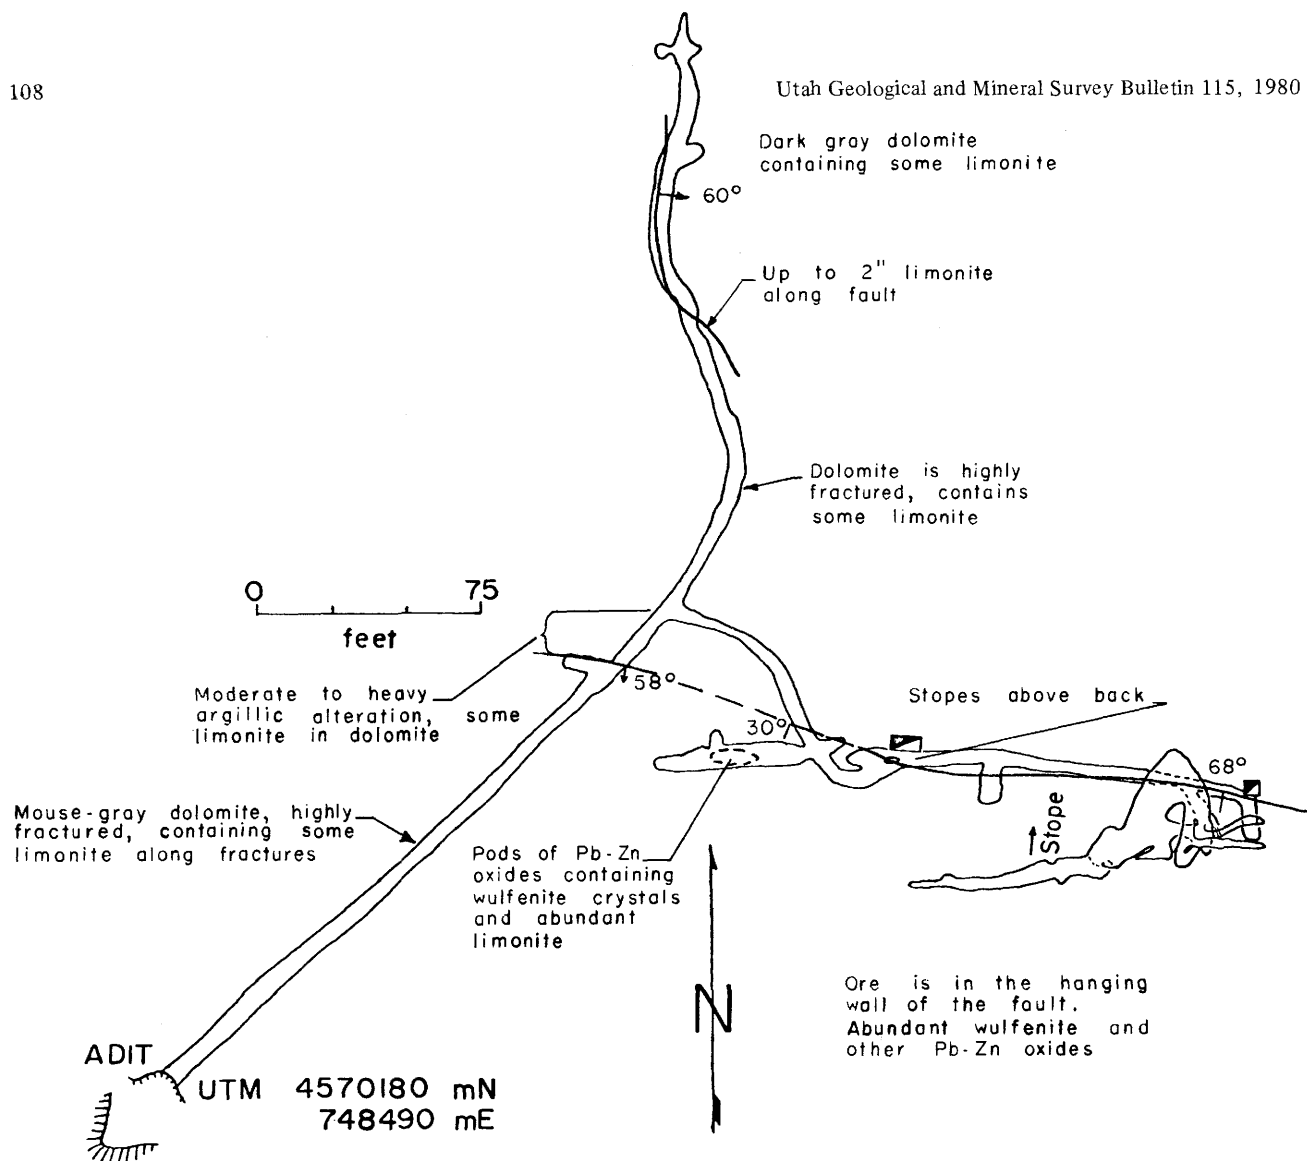 108
Utah Geological and Mineral Survey Bulletin 115, 1980
Dark gray dolomite
containing some limonite
60°
Up to 2" limonite
along fault
Dolomite is highly
fractured, contains
some limonite
0 75
feet
Moderate to heavy
argillic alteration, some
limonite in dolomite
58°
30°
Stopes above back
68°
Stope
Mouse-gray dolomite, highly
fractured, containing some
limonite along fractures
Pods of Pb-Zn
oxides containing
wulfenite crystals
and abundant
limonite
N
Ore is in the hanging
wall of the fault.
Abundant wulfenite and
other Pb-Zn oxides
ADIT
UTM 4570180 mN
748490 mE